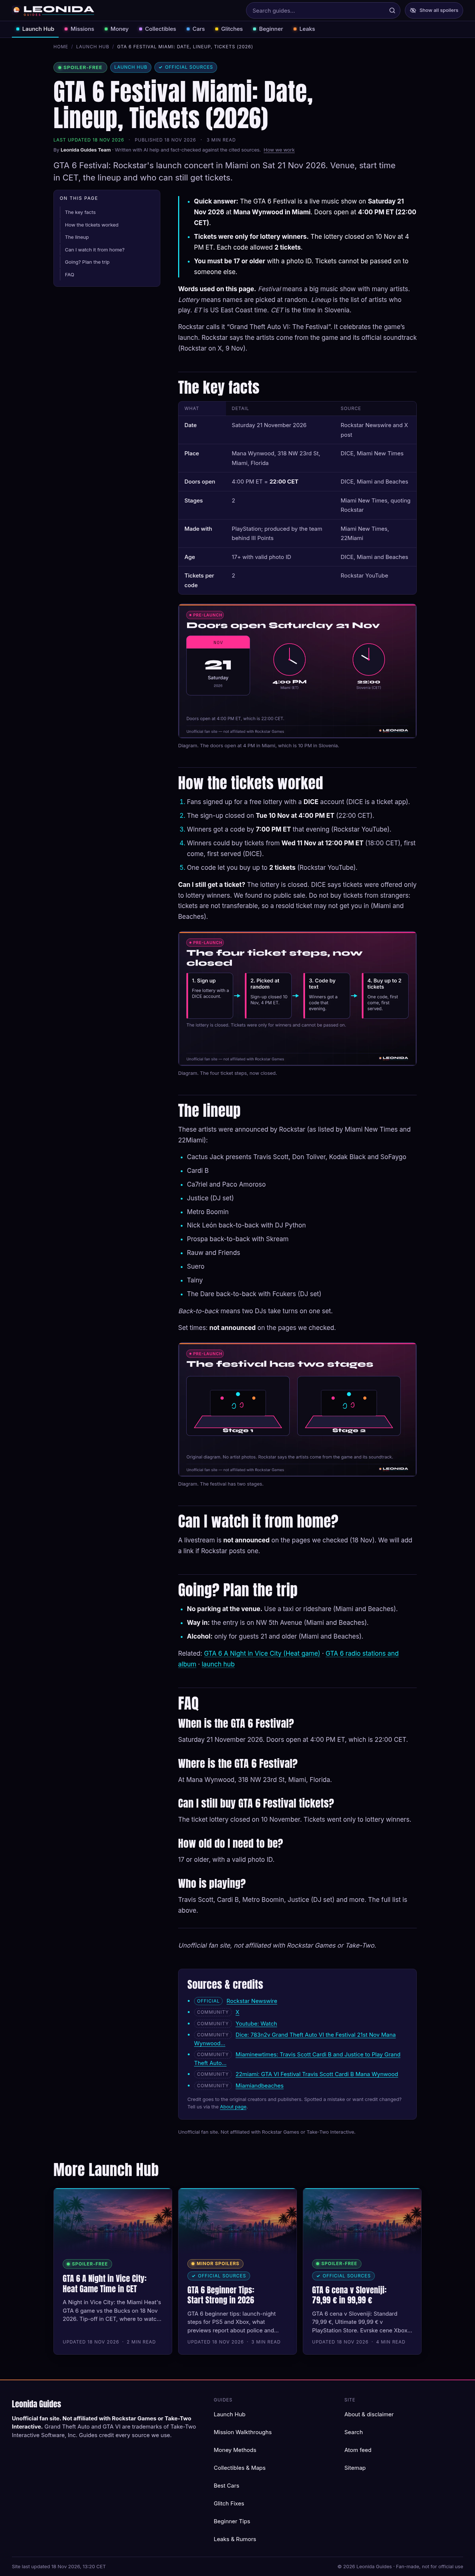 LEONIDA
GUIDES
Search guides...
Show all spoilers
Launch Hub
Missions
Money
Collectibles
Cars
Glitches
Beginner
Leaks
HOME / LAUNCH HUB / GTA 6 FESTIVAL MIAMI: DATE, LINEUP, TICKETS (2026)
SPOILER-FREE
LAUNCH HUB
✓ OFFICIAL SOURCES
GTA 6 Festival Miami: Date,
Lineup, Tickets (2026)
LAST UPDATED 18 NOV 2026 · PUBLISHED 18 NOV 2026 · 3 MIN READ
By Leonida Guides Team · Written with AI help and fact-checked against the cited sources. How we work
GTA 6 Festival: Rockstar's launch concert in Miami on Sat 21 Nov 2026. Venue, start time
in CET, the lineup and who can still get tickets.
ON THIS PAGE
The key facts
How the tickets worked
The lineup
Can I watch it from home?
Going? Plan the trip
FAQ
Quick answer: The GTA 6 Festival is a live music show on Saturday 21
Nov 2026 at Mana Wynwood in Miami. Doors open at 4:00 PM ET (22:00
CET).
Tickets were only for lottery winners. The lottery closed on 10 Nov at 4
PM ET. Each code allowed 2 tickets.
You must be 17 or older with a photo ID. Tickets cannot be passed on to
someone else.
Words used on this page. Festival means a big music show with many artists.
Lottery means names are picked at random. Lineup is the list of artists who
play. ET is US East Coast time. CET is the time in Slovenia.
Rockstar calls it "Grand Theft Auto VI: The Festival". It celebrates the game's
launch. Rockstar says the artists come from the game and its official soundtrack
(Rockstar on X, 9 Nov).
The key facts
WHAT
DETAIL
SOURCE
Date
Saturday 21 November 2026
Rockstar Newswire and X
post
Place
Mana Wynwood, 318 NW 23rd St,
Miami, Florida
DICE, Miami New Times
Doors open
4:00 PM ET = 22:00 CET
DICE, Miami and Beaches
Stages
2
Miami New Times, quoting
Rockstar
Made with
PlayStation; produced by the team
behind III Points
Miami New Times,
22Miami
Age
17+ with valid photo ID
DICE, Miami and Beaches
Tickets per
code
2
Rockstar YouTube
PRE-LAUNCH
Doors open Saturday 21 Nov
NOV
21
Saturday
2026
4:00 PM
Miami (ET)
22:00
Slovenia (CET)
Doors open at 4:00 PM ET, which is 22:00 CET.
Unofficial fan site — not affiliated with Rockstar Games
LEONIDA
Diagram. The doors open at 4 PM in Miami, which is 10 PM in Slovenia.
How the tickets worked
1. Fans signed up for a free lottery with a DICE account (DICE is a ticket app).
2. The sign-up closed on Tue 10 Nov at 4:00 PM ET (22:00 CET).
3. Winners got a code by 7:00 PM ET that evening (Rockstar YouTube).
4. Winners could buy tickets from Wed 11 Nov at 12:00 PM ET (18:00 CET), first
come, first served (DICE).
5. One code let you buy up to 2 tickets (Rockstar YouTube).
Can I still get a ticket? The lottery is closed. DICE says tickets were offered only
to lottery winners. We found no public sale. Do not buy tickets from strangers:
tickets are not transferable, so a resold ticket may not get you in (Miami and
Beaches).
PRE-LAUNCH
The four ticket steps, now
closed
1. Sign up
Free lottery with a
DICE account.
2. Picked at
random
Sign-up closed 10
Nov, 4 PM ET.
3. Code by
text
Winners got a
code that
evening.
4. Buy up to 2
tickets
One code, first
come, first
served.
The lottery is closed. Tickets were only for winners and cannot be passed on.
Unofficial fan site — not affiliated with Rockstar Games
LEONIDA
Diagram. The four ticket steps, now closed.
The lineup
These artists were announced by Rockstar (as listed by Miami New Times and
22Miami):
Cactus Jack presents Travis Scott, Don Toliver, Kodak Black and SoFaygo
Cardi B
Ca7riel and Paco Amoroso
Justice (DJ set)
Metro Boomin
Nick León back-to-back with DJ Python
Prospa back-to-back with Skream
Rauw and Friends
Suero
Tainy
The Dare back-to-back with Fcukers (DJ set)
Back-to-back means two DJs take turns on one set.
Set times: not announced on the pages we checked.
PRE-LAUNCH
The festival has two stages
Stage 1
Stage 2
Original diagram. No artist photos. Rockstar says the artists come from the game and its soundtrack.
Unofficial fan site — not affiliated with Rockstar Games
LEONIDA
Diagram. The festival has two stages.
Can I watch it from home?
A livestream is not announced on the pages we checked (18 Nov). We will add
a link if Rockstar posts one.
Going? Plan the trip
No parking at the venue. Use a taxi or rideshare (Miami and Beaches).
Way in: the entry is on NW 5th Avenue (Miami and Beaches).
Alcohol: only for guests 21 and older (Miami and Beaches).
Related: GTA 6 A Night in Vice City (Heat game) · GTA 6 radio stations and
album · launch hub
FAQ
When is the GTA 6 Festival?
Saturday 21 November 2026. Doors open at 4:00 PM ET, which is 22:00 CET.
Where is the GTA 6 Festival?
At Mana Wynwood, 318 NW 23rd St, Miami, Florida.
Can I still buy GTA 6 Festival tickets?
The ticket lottery closed on 10 November. Tickets went only to lottery winners.
How old do I need to be?
17 or older, with a valid photo ID.
Who is playing?
Travis Scott, Cardi B, Metro Boomin, Justice (DJ set) and more. The full list is
above.
Unofficial fan site, not affiliated with Rockstar Games or Take-Two.
Sources & credits
OFFICIAL Rockstar Newswire
COMMUNITY X
COMMUNITY Youtube: Watch
COMMUNITY Dice: 783n2v Grand Theft Auto VI the Festival 21st Nov Mana
Wynwood…
COMMUNITY Miaminewtimes: Travis Scott Cardi B and Justice to Play Grand
Theft Auto…
COMMUNITY 22miami: GTA VI Festival Travis Scott Cardi B Mana Wynwood
COMMUNITY Miamiandbeaches
Credit goes to the original creators and publishers. Spotted a mistake or want credit changed?
Tell us via the About page.
Unofficial fan site. Not affiliated with Rockstar Games or Take-Two Interactive.
More Launch Hub
SPOILER-FREE
GTA 6 A Night in Vice City:
Heat Game Time in CET
A Night in Vice City: the Miami Heat's
GTA 6 game vs the Bucks on 18 Nov
2026. Tip-off in CET, where to watc…
UPDATED 18 NOV 2026 · 2 MIN READ
MINOR SPOILERS
✓ OFFICIAL SOURCES
GTA 6 Beginner Tips:
Start Strong in 2026
GTA 6 beginner tips: launch-night
steps for PS5 and Xbox, what
previews report about police and…
UPDATED 18 NOV 2026 · 3 MIN READ
SPOILER-FREE
✓ OFFICIAL SOURCES
GTA 6 cena v Sloveniji:
79,99 € in 99,99 €
GTA 6 cena v Sloveniji: Standard
79,99 €, Ultimate 99,99 € v
PlayStation Store. Evrske cene Xbox…
UPDATED 18 NOV 2026 · 4 MIN READ
Leonida Guides
Unofficial fan site. Not affiliated with Rockstar Games or Take-Two
Interactive. Grand Theft Auto and GTA VI are trademarks of Take-Two
Interactive Software, Inc. Guides credit every source we use.
GUIDES
Launch Hub
Mission Walkthroughs
Money Methods
Collectibles & Maps
Best Cars
Glitch Fixes
Beginner Tips
Leaks & Rumors
SITE
About & disclaimer
Search
Atom feed
Sitemap
Site last updated 18 Nov 2026, 13:20 CET
© 2026 Leonida Guides · Fan-made, not for official use